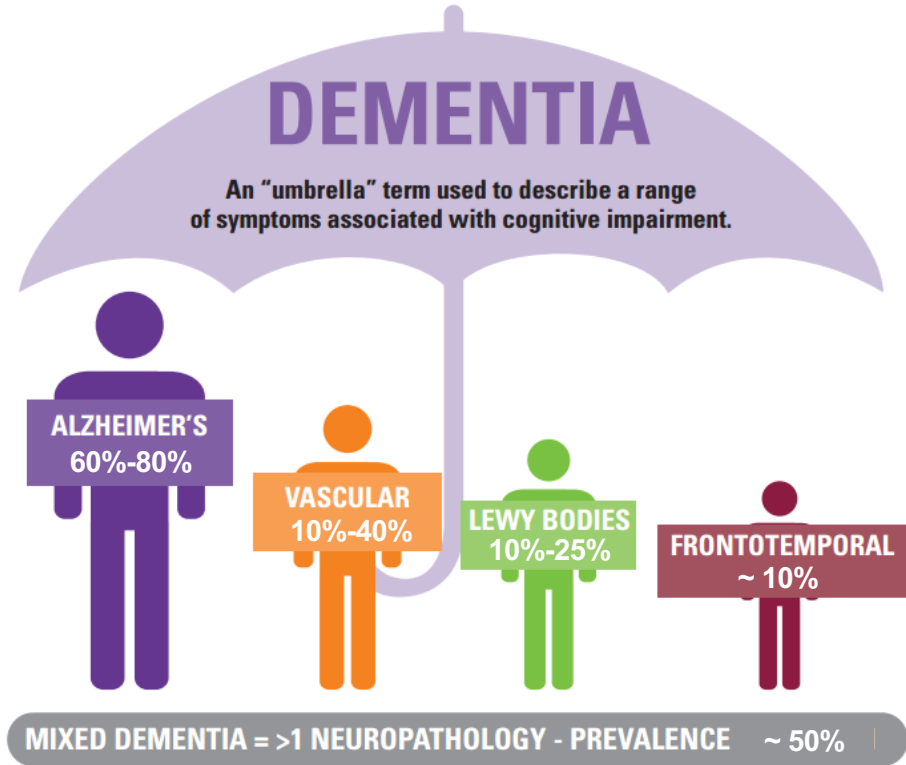 DEMENTIA
An “umbrella” term used to describe a range
of symptoms associated with cognitive impairment.
ALZHEIMER’S
60%-80%
VASCULAR
10%-40%
LEWY BODIES
10%-25%
FRONTOTEMPORAL
~ 10%
MIXED DEMENTIA = >1 NEUROPATHOLOGY - PREVALENCE ~ 50%